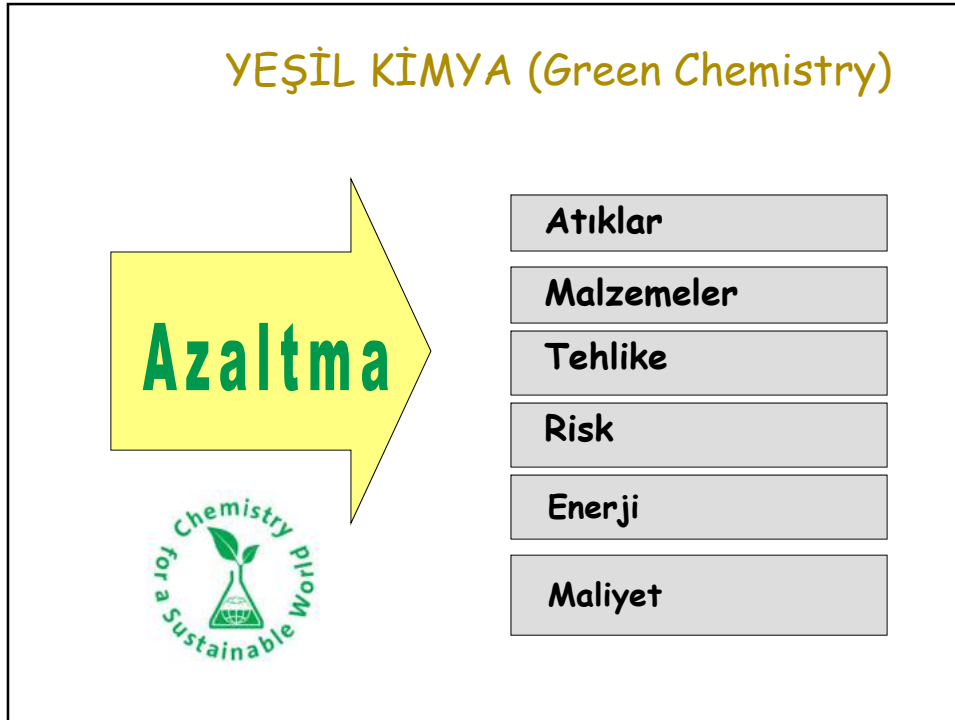 YEŞİL KİMYA (Green Chemistry)
Azaltma
Atıklar
Malzemeler
Tehlike
Risk
Enerji
Maliyet
Chemistry for a Sustainable World